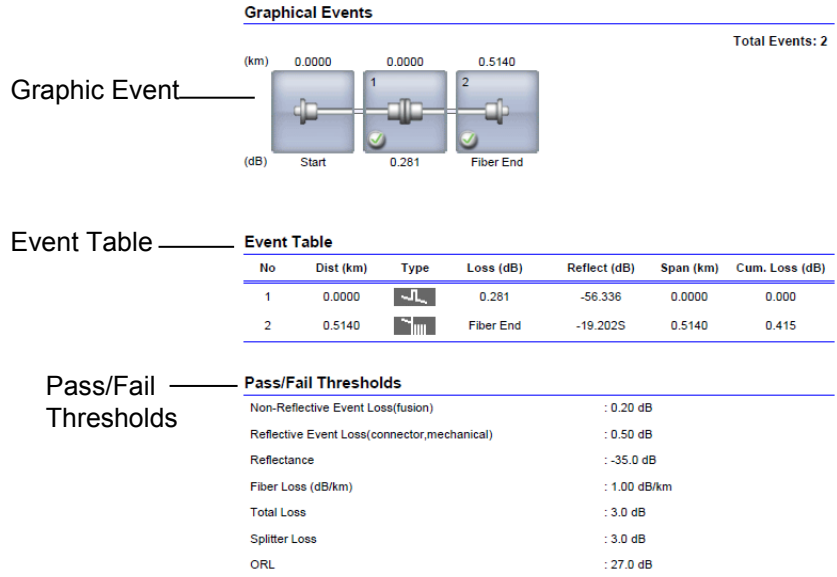 Graphical Events
Total Events: 2
(km) 0.0000 0.0000 0.5140
Graphic Event
1 2
(dB) Start 0.281 Fiber End
Event Table
Event Table
No Dist (km) Type Loss (dB) Reflect (dB) Span (km) Cum. Loss (dB)
1 0.0000 0.281 -56.336 0.0000 0.000
2 0.5140 Fiber End -19.202S 0.5140 0.415
Pass/Fail Thresholds
Pass/Fail Thresholds
Non-Reflective Event Loss(fusion) : 0.20 dB
Reflective Event Loss(connector,mechanical) : 0.50 dB
Reflectance : -35.0 dB
Fiber Loss (dB/km) : 1.00 dB/km
Total Loss : 3.0 dB
Splitter Loss : 3.0 dB
ORL : 27.0 dB